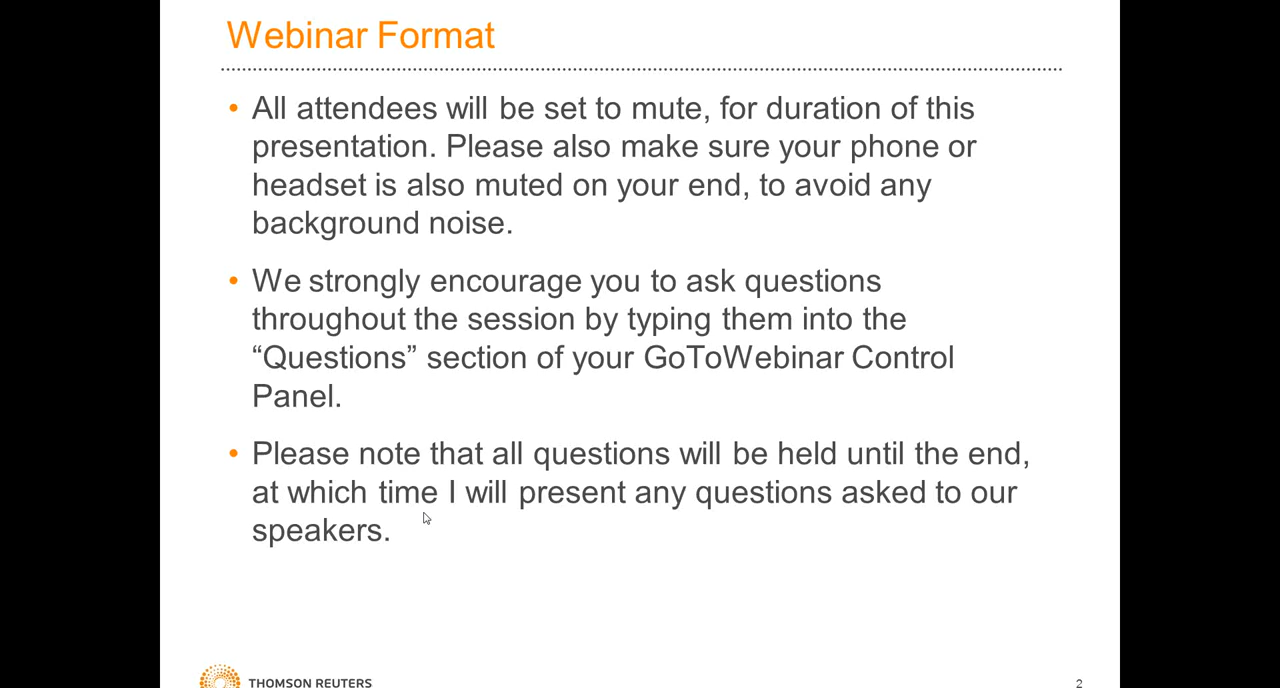 Webinar Format
• All attendees will be set to mute, for duration of this
presentation. Please also make sure your phone or
headset is also muted on your end, to avoid any
background noise.
• We strongly encourage you to ask questions
throughout the session by typing them into the
“Questions” section of your GoToWebinar Control
Panel.
• Please note that all questions will be held until the end,
at which time I will present any questions asked to our
speakers.
THOMSON REUTERS
2